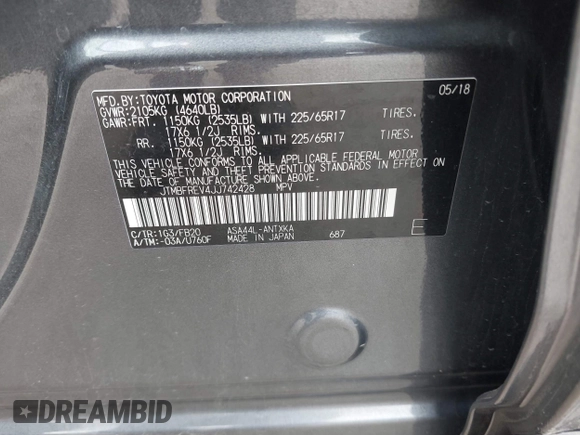 MFD.BY:TOYOTA MOTOR CORPORATION 05/18
GVWR:2105KG (4640LB)
GAWR:FRT. 1150KG (2535LB) WITH 225/65R17 TIRES.
17X6 1/2J RIMS.
RR. 1150KG (2535LB) WITH 225/65R17 TIRES.
17X6 1/2J RIMS.
THIS VEHICLE CONFORMS TO ALL APPLICABLE FEDERAL MOTOR
VEHICLE SAFETY AND THEFT PREVENTION STANDARDS IN EFFECT ON
THE DATE OF MANUFACTURE SHOWN ABOVE.
JTMBFREV4JJ742428 MPV
C/TR:1G3/FB20 ASA44L-ANTXKA
A/TM:-03A/U760F MADE IN JAPAN 687 E
DREAMBID